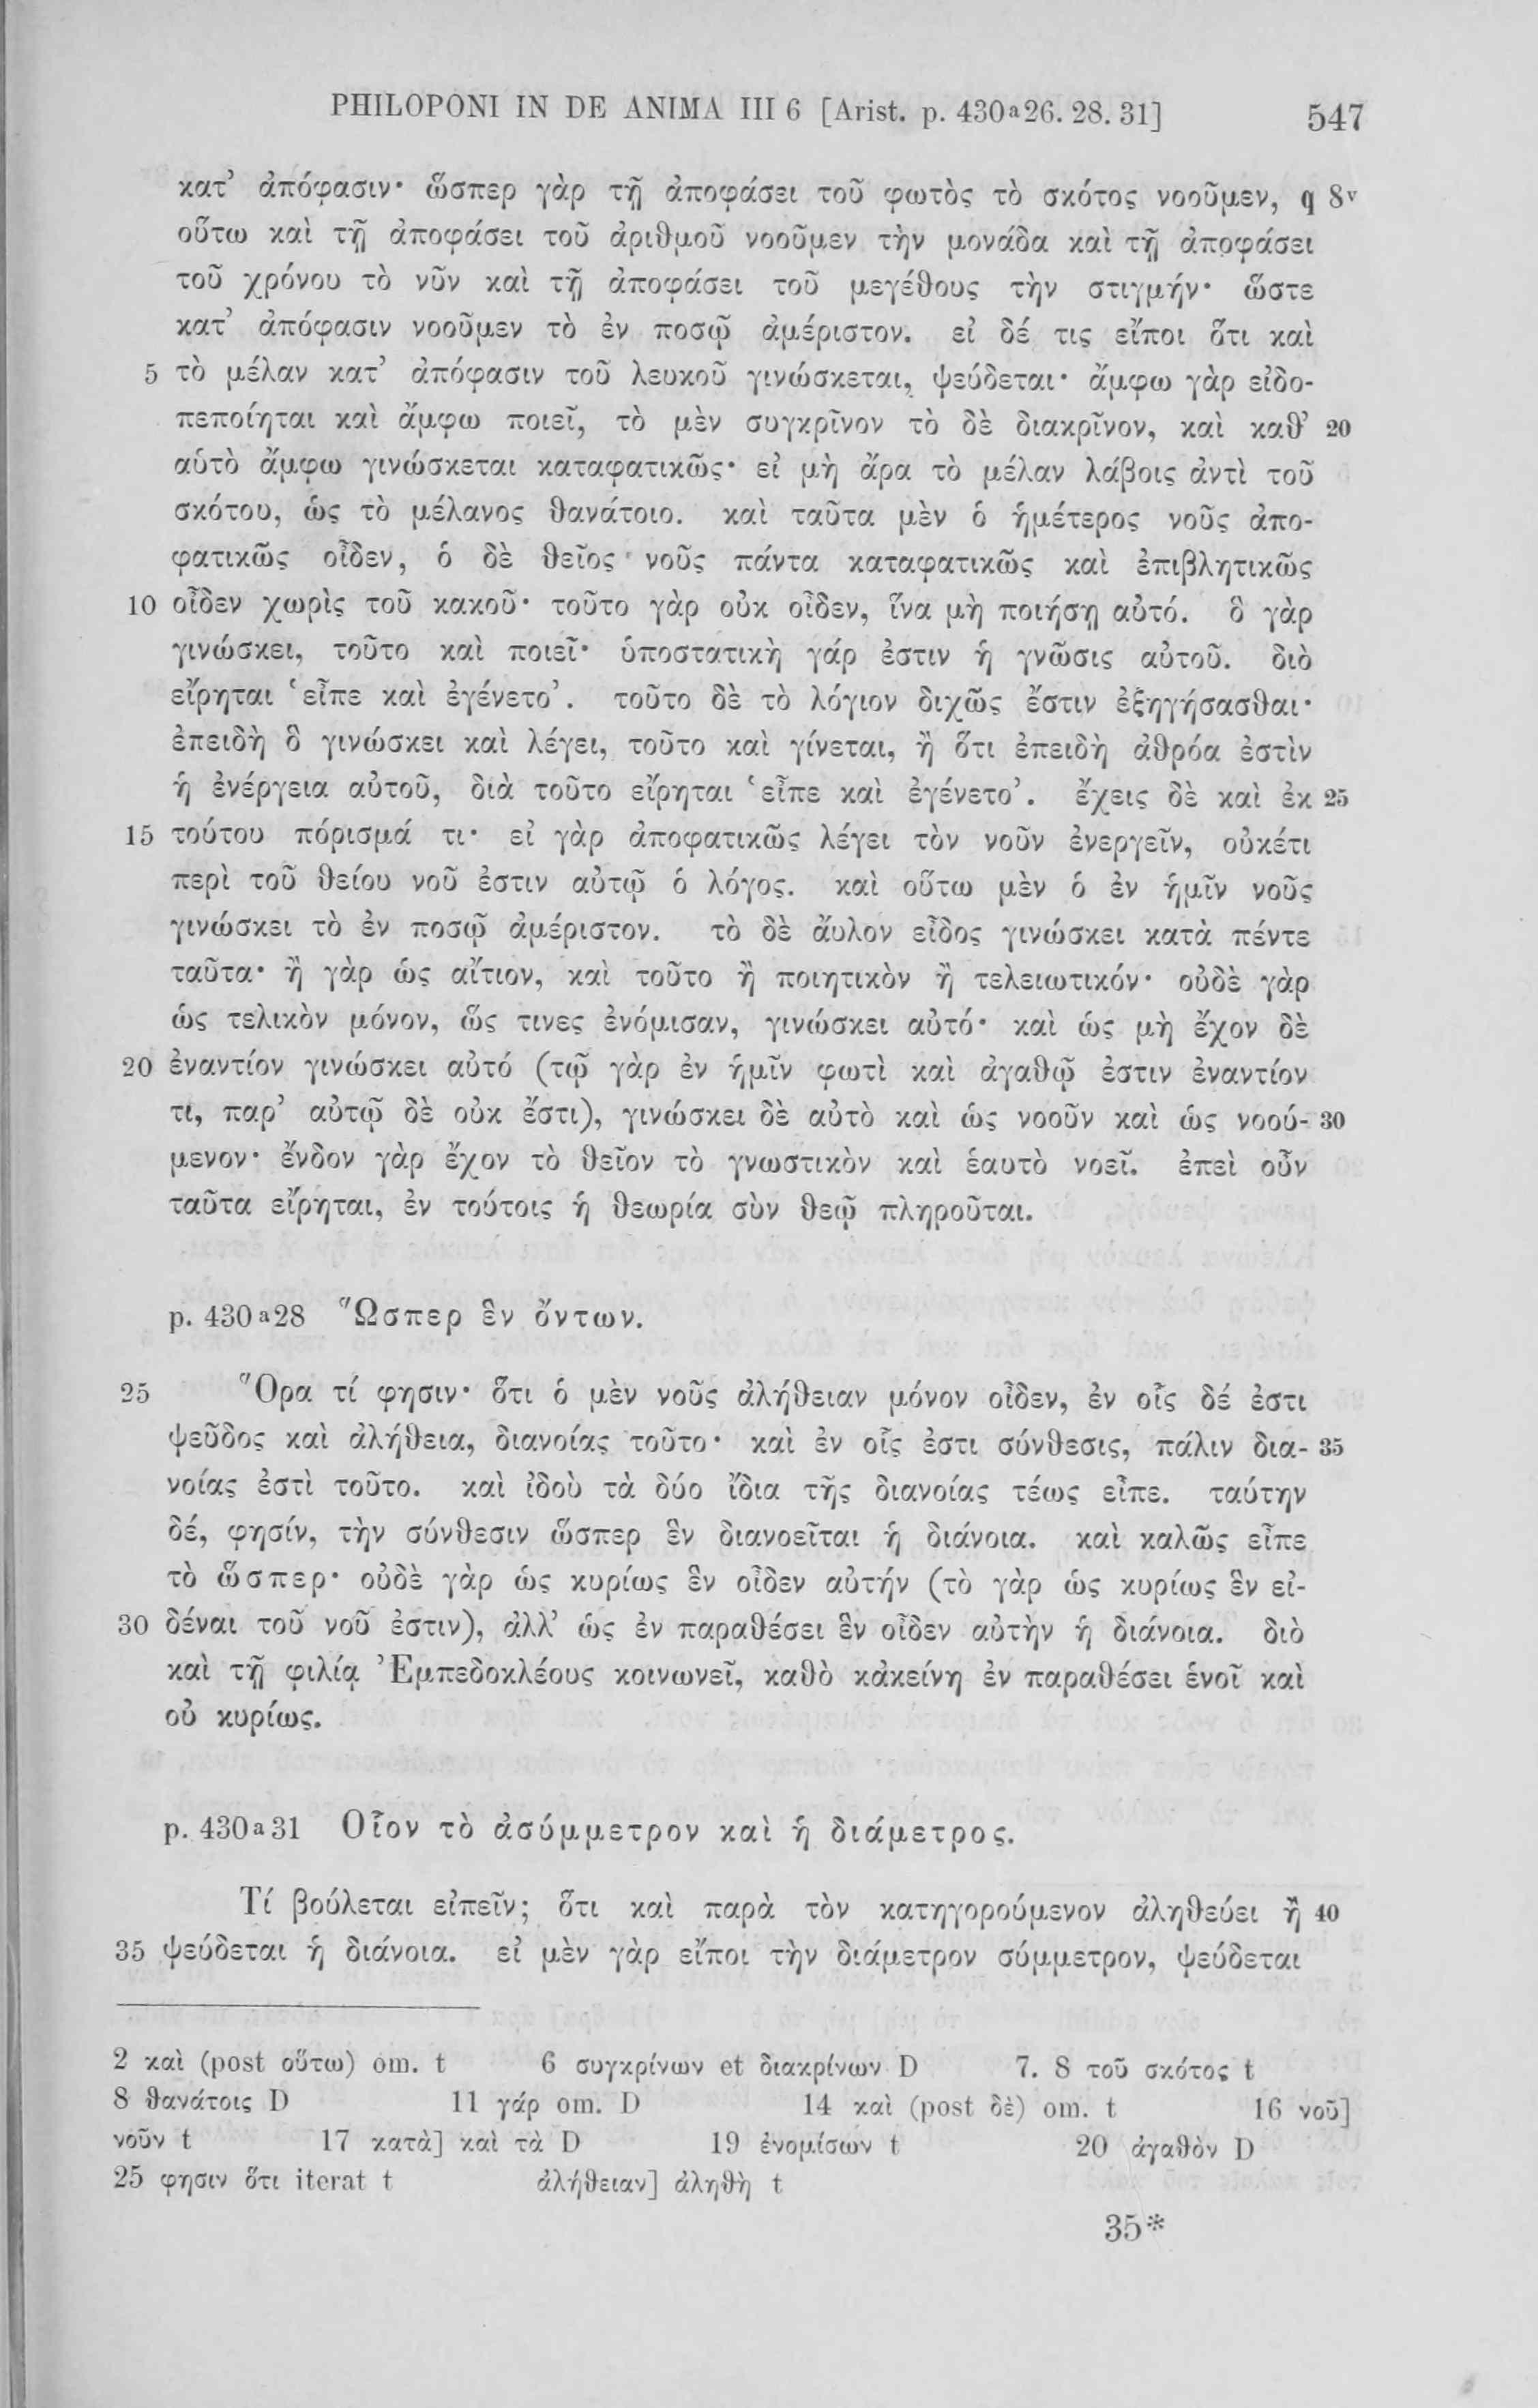 PHILOPONI IN DE ANIMA III 6 [Arist. p. 430a26. 28. 31] 547
κατ’ ἀπόφασιν· ὥσπερ γὰρ τῇ ἀποφάσει τοῦ φωτὸς τὸ σκότος νοοῦμεν, q 8v
οὕτω καὶ τῇ ἀποφάσει τοῦ ἀριθμοῦ νοοῦμεν τὴν μονάδα καὶ τῇ ἀποφάσει
τοῦ χρόνου τὸ νῦν καὶ τῇ ἀποφάσει τοῦ μεγέθους τὴν στιγμήν· ὥστε
κατ’ ἀπόφασιν νοοῦμεν τὸ ἐν ποσῷ ἀμέριστον. εἰ δέ τις εἴποι ὅτι καὶ
5 τὸ μέλαν κατ’ ἀπόφασιν τοῦ λευκοῦ γινώσκεται, ψεύδεται· ἄμφω γὰρ εἰδο-
πεποίηται καὶ ἄμφω ποιεῖ, τὸ μὲν συγκρῖνον τὸ δὲ διακρῖνον, καὶ καθ’ 20
αὑτὸ ἄμφω γινώσκεται καταφατικῶς· εἰ μὴ ἄρα τὸ μέλαν λάβοις ἀντὶ τοῦ
σκότου, ὡς τὸ μέλανος θανάτοιο. καὶ ταῦτα μὲν ὁ ἡμέτερος νοῦς ἀπο-
φατικῶς οἶδεν, ὁ δὲ θεῖος νοῦς πάντα καταφατικῶς καὶ ἐπιβλητικῶς
10 οἶδεν χωρὶς τοῦ κακοῦ· τοῦτο γὰρ οὐκ οἶδεν, ἵνα μὴ ποιήσῃ αὐτό. ὃ γὰρ
γινώσκει, τοῦτο καὶ ποιεῖ· ὑποστατικὴ γάρ ἐστιν ἡ γνῶσις αὐτοῦ. διὸ
εἴρηται ‘εἶπε καὶ ἐγένετο’. τοῦτο δὲ τὸ λόγιον διχῶς ἔστιν ἐξηγήσασθαι·
ἐπειδὴ ὃ γινώσκει καὶ λέγει, τοῦτο καὶ γίνεται, ἢ ὅτι ἐπειδὴ ἀθρόα ἐστὶν
ἡ ἐνέργεια αὐτοῦ, διὰ τοῦτο εἴρηται ‘εἶπε καὶ ἐγένετο’. ἔχεις δὲ καὶ ἐκ 25
15 τούτου πόρισμά τι· εἰ γὰρ ἀποφατικῶς λέγει τὸν νοῦν ἐνεργεῖν, οὐκέτι
περὶ τοῦ θείου νοῦ ἐστιν αὐτῷ ὁ λόγος. καὶ οὕτω μὲν ὁ ἐν ἡμῖν νοῦς
γινώσκει τὸ ἐν ποσῷ ἀμέριστον. τὸ δὲ ἄυλον εἶδος γινώσκει κατὰ πέντε
ταῦτα· ἢ γὰρ ὡς αἴτιον, καὶ τοῦτο ἢ ποιητικὸν ἢ τελειωτικόν· οὐδὲ γὰρ
ὡς τελικὸν μόνον, ὥς τινες ἐνόμισαν, γινώσκει αὐτό· καὶ ὡς μὴ ἔχον δὲ
20 ἐναντίον γινώσκει αὐτό (τῷ γὰρ ἐν ἡμῖν φωτὶ καὶ ἀγαθῷ ἐστιν ἐναντίον
τι, παρ’ αὐτῷ δὲ οὐκ ἔστι), γινώσκει δὲ αὐτὸ καὶ ὡς νοοῦν καὶ ὡς νοού- 30
μενον· ἔνδον γὰρ ἔχον τὸ θεῖον τὸ γνωστικὸν καὶ ἑαυτὸ νοεῖ. ἐπεὶ οὖν
ταῦτα εἴρηται, ἐν τούτοις ἡ θεωρία σὺν θεῷ πληροῦται.
p. 430a28 Ὥσπερ ἓν ὄντων.
25 Ὅρα τί φησιν· ὅτι ὁ μὲν νοῦς ἀλήθειαν μόνον οἶδεν, ἐν οἷς δέ ἐστι
ψεῦδος καὶ ἀλήθεια, διανοίας τοῦτο· καὶ ἐν οἷς ἐστι σύνθεσις, πάλιν δια- 35
νοίας ἐστὶ τοῦτο. καὶ ἰδοὺ τὰ δύο ἴδια τῆς διανοίας τέως εἶπε. ταύτην
δέ, φησίν, τὴν σύνθεσιν ὥσπερ ἓν διανοεῖται ἡ διάνοια. καὶ καλῶς εἶπε
τὸ ὥσπερ· οὐδὲ γὰρ ὡς κυρίως ἓν οἶδεν αὐτήν (τὸ γὰρ ὡς κυρίως ἓν εἰ-
30 δέναι τοῦ νοῦ ἐστιν), ἀλλ’ ὡς ἐν παραθέσει ἓν οἶδεν αὐτὴν ἡ διάνοια. διὸ
καὶ τῇ φιλίᾳ Ἐμπεδοκλέους κοινωνεῖ, καθὸ κἀκείνη ἐν παραθέσει ἑνοῖ καὶ
οὐ κυρίως.
p. 430a31 Οἷον τὸ ἀσύμμετρον καὶ ἡ διάμετρος.
Τί βούλεται εἰπεῖν; ὅτι καὶ παρὰ τὸν κατηγορούμενον ἀληθεύει ἢ 40
35 ψεύδεται ἡ διάνοια. εἰ μὲν γὰρ εἴποι τὴν διάμετρον σύμμετρον, ψεύδεται
2 καὶ (post οὕτω) om. t 6 συγκρίνων et διακρίνων D 7. 8 τοῦ σκότος t
8 θανάτοις D 11 γάρ om. D 14 καὶ (post δὲ) om. t 16 νοῦ]
νοῦν t 17 κατὰ] καὶ τὰ D 19 ἐνομίσων t 20 ἀγαθὸν D
25 φησιν ὅτι iterat t ἀλήθειαν] ἀληθῆ t
35*